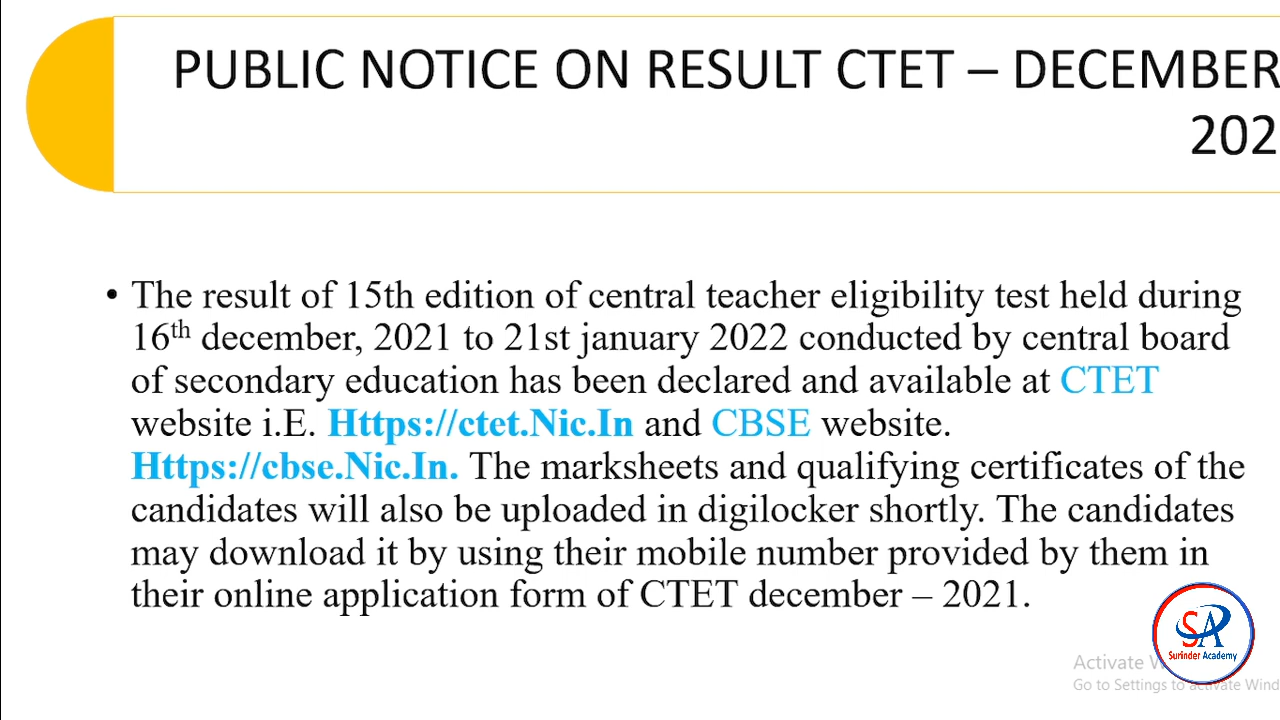 PUBLIC NOTICE ON RESULT CTET – DECEMBER
202
• The result of 15th edition of central teacher eligibility test held during
16th december, 2021 to 21st january 2022 conducted by central board
of secondary education has been declared and available at CTET
website i.E. Https://ctet.Nic.In and CBSE website.
Https://cbse.Nic.In. The marksheets and qualifying certificates of the
candidates will also be uploaded in digilocker shortly. The candidates
may download it by using their mobile number provided by them in
their online application form of CTET december – 2021.
SA
Surinder Academy
Activate W
Go to Settings to activate Wind